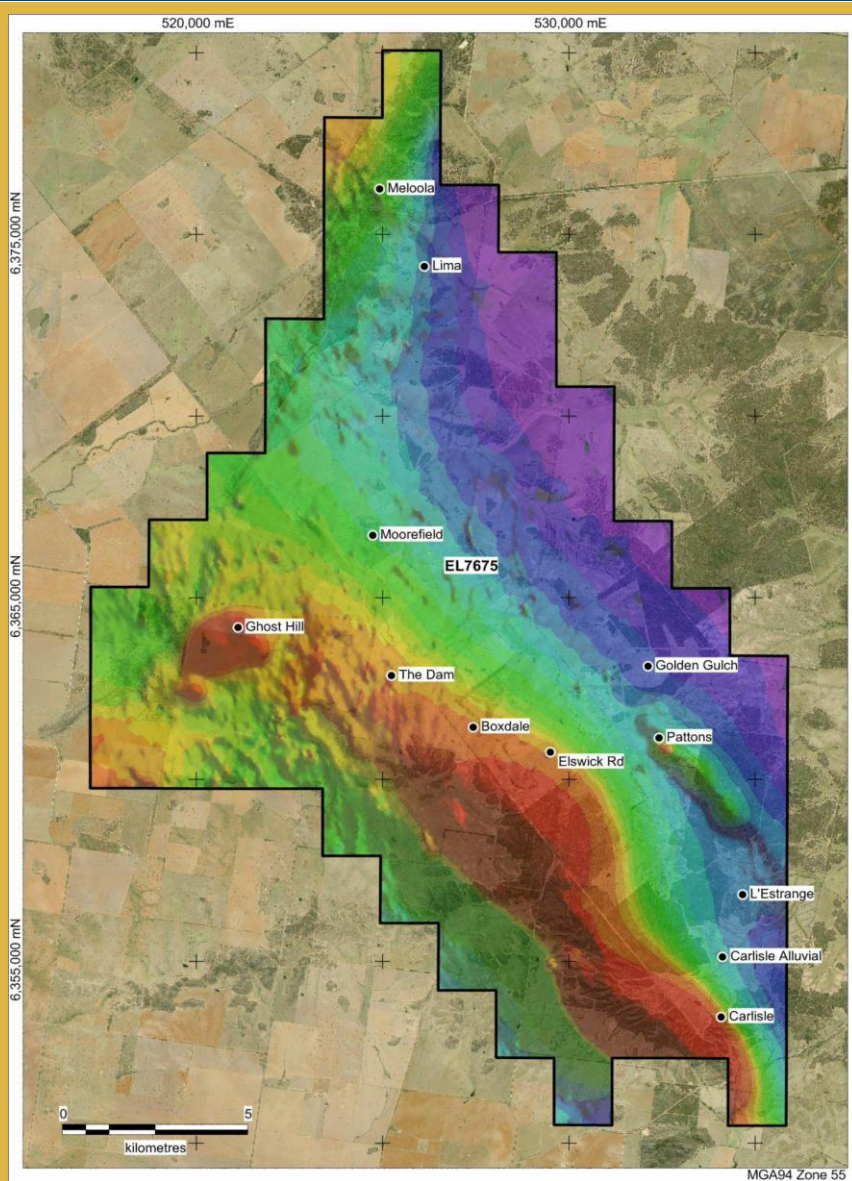 520,000 mE
530,000 mE
Meloola
6,375,000 mN
Lima
Moorefield
EL7675
6,365,000 mN
Ghost Hill
Golden Gulch
The Dam
Boxdale
Pattons
Elswick Rd
L'Estrange
6,355,000 mN
Carlisle Alluvial
Carlisle
0
5
kilometres
MGA94 Zone 55